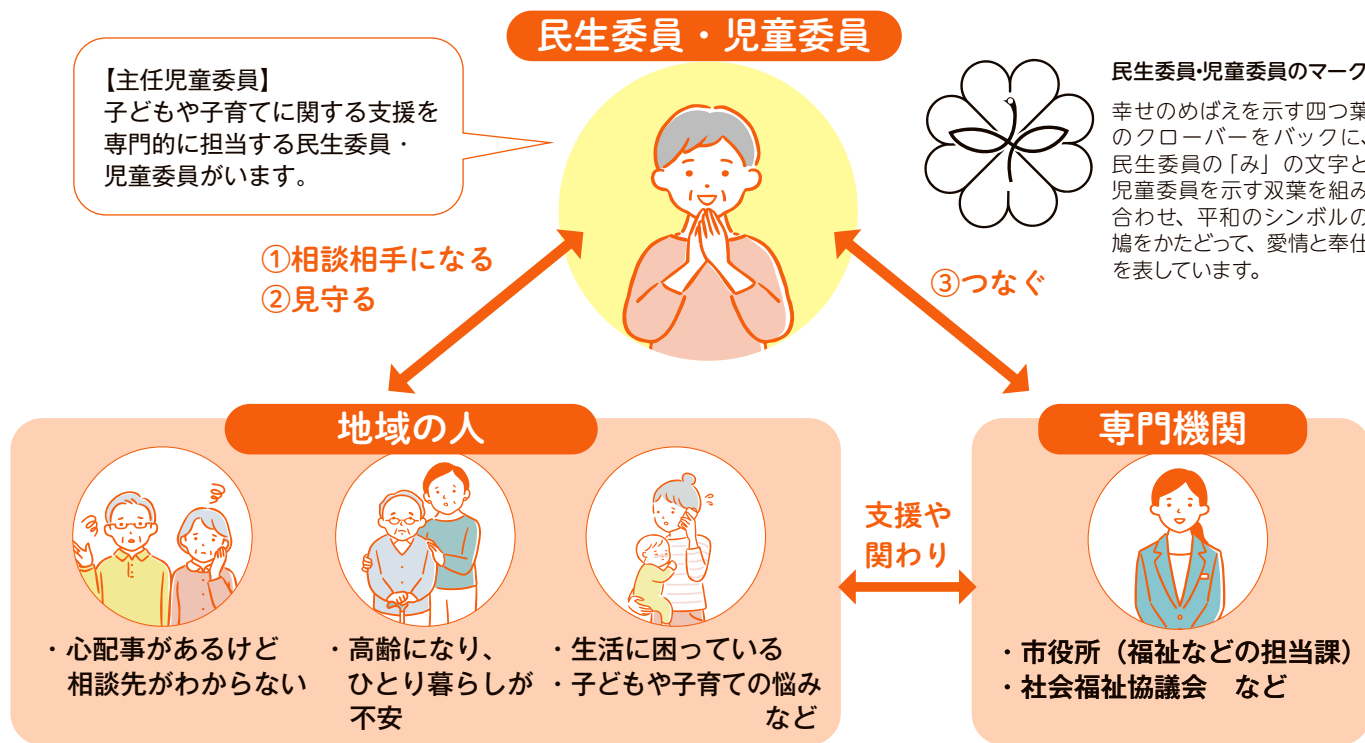 民生委員・児童委員
【主任児童委員】
子どもや子育てに関する支援を
専門的に担当する民生委員・
児童委員がいます。
民生委員・児童委員のマーク
幸せのめばえを示す四つ葉
のクローバーをバックに、
民生委員の「み」の文字と
児童委員を示す双葉を組み
合わせ、平和のシンボルの
鳩をかたどって、愛情と奉仕
を表しています。
①相談相手になる
②見守る
③つなぐ
地域の人
・心配事があるけど
相談先がわからない
・高齢になり、
ひとり暮らしが
不安
・生活に困っている
・子どもや子育ての悩み
など
支援や
関わり
専門機関
・市役所（福祉などの担当課）
・社会福祉協議会　など